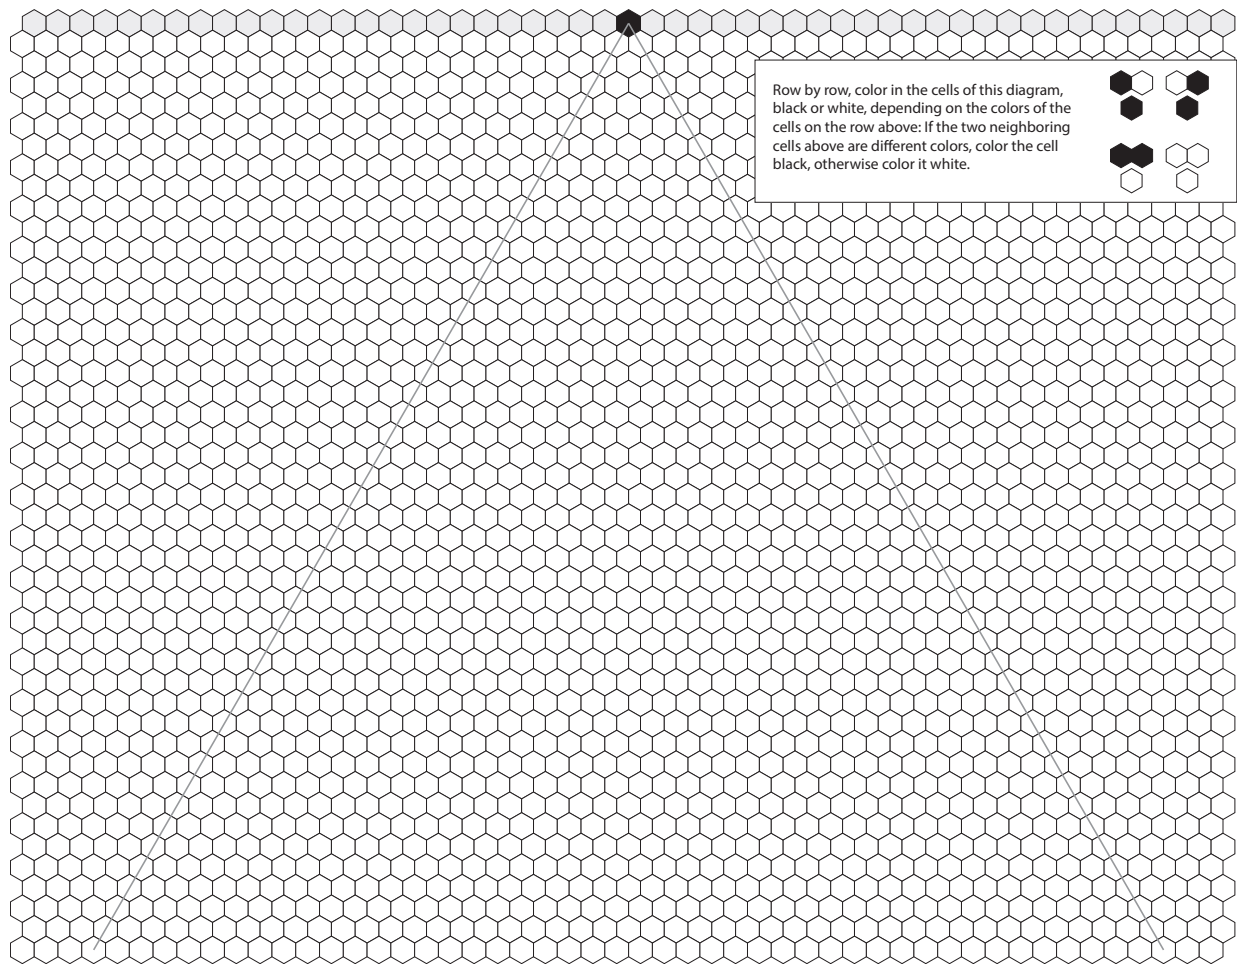 Row by row, color in the cells of this diagram,
black or white, depending on the colors of the
cells on the row above: If the two neighboring
cells above are different colors, color the cell
black, otherwise color it white.